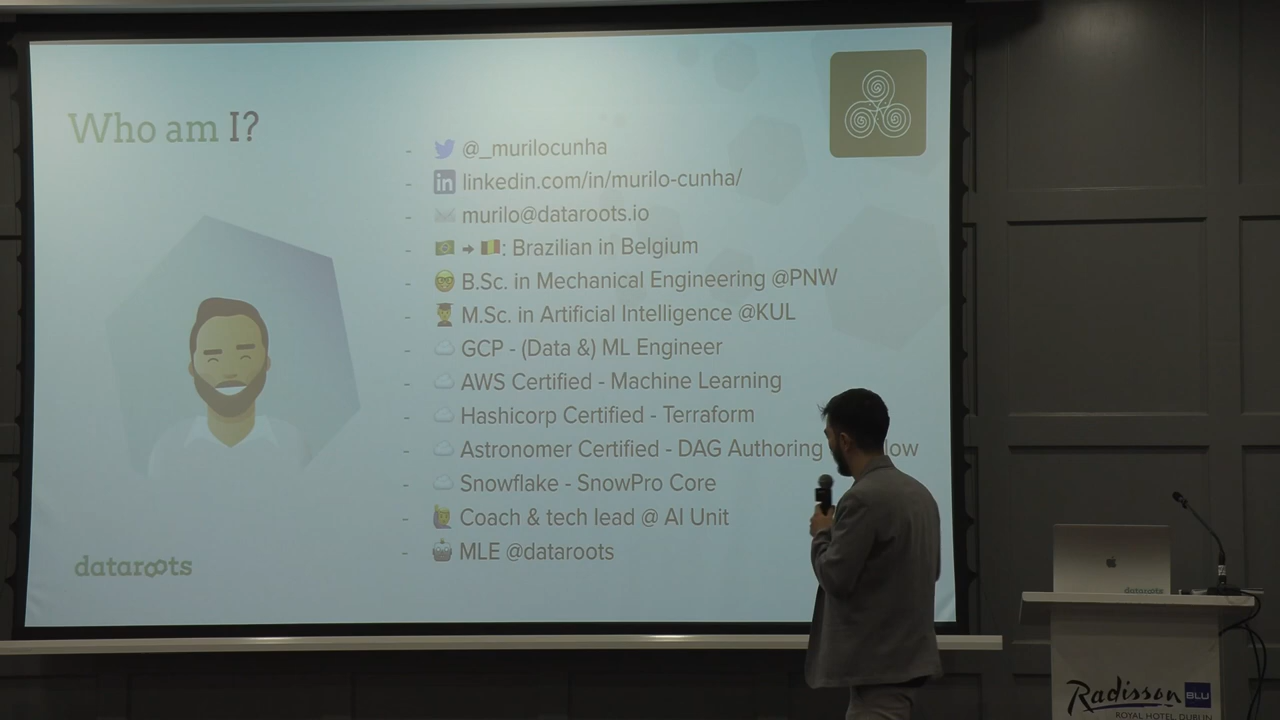 Who am I?
- @_murilocunha
- linkedin.com/in/murilo-cunha/
- murilo@dataroots.io
- : Brazilian in Belgium
- B.Sc. in Mechanical Engineering @PNW
- M.Sc. in Artificial Intelligence @KUL
- GCP - (Data &) ML Engineer
- AWS Certified - Machine Learning
- Hashicorp Certified - Terraform
- Astronomer Certified - DAG Authoring low
- Snowflake - SnowPro Core
- Coach & tech lead @ AI Unit
- MLE @dataroots
dataroots
dataroots
Radisson BLU
ROYAL HOTEL, DUBLIN